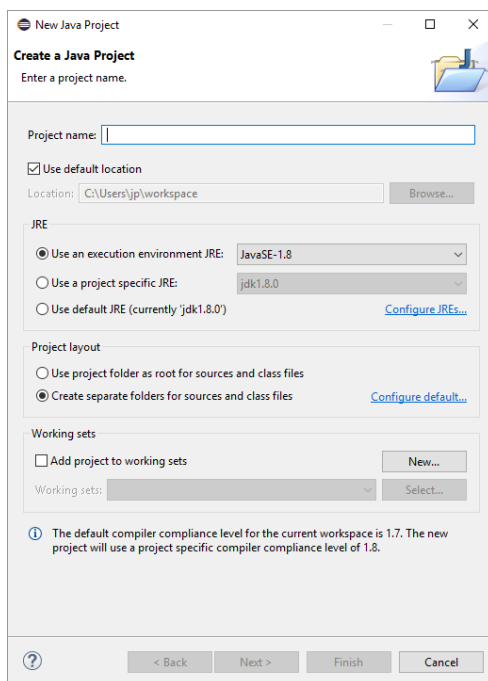 New Java Project
Create a Java Project
Enter a project name.
Project name:
Use default location
Location: C:\Users\jp\workspace Browse...
JRE
Use an execution environment JRE: JavaSE-1.8
Use a project specific JRE: jdk1.8.0
Use default JRE (currently 'jdk1.8.0') Configure JREs...
Project layout
Use project folder as root for sources and class files
Create separate folders for sources and class files Configure default...
Working sets
Add project to working sets New...
Working sets: Select...
The default compiler compliance level for the current workspace is 1.7. The new
project will use a project specific compiler compliance level of 1.8.
? < Back Next > Finish Cancel